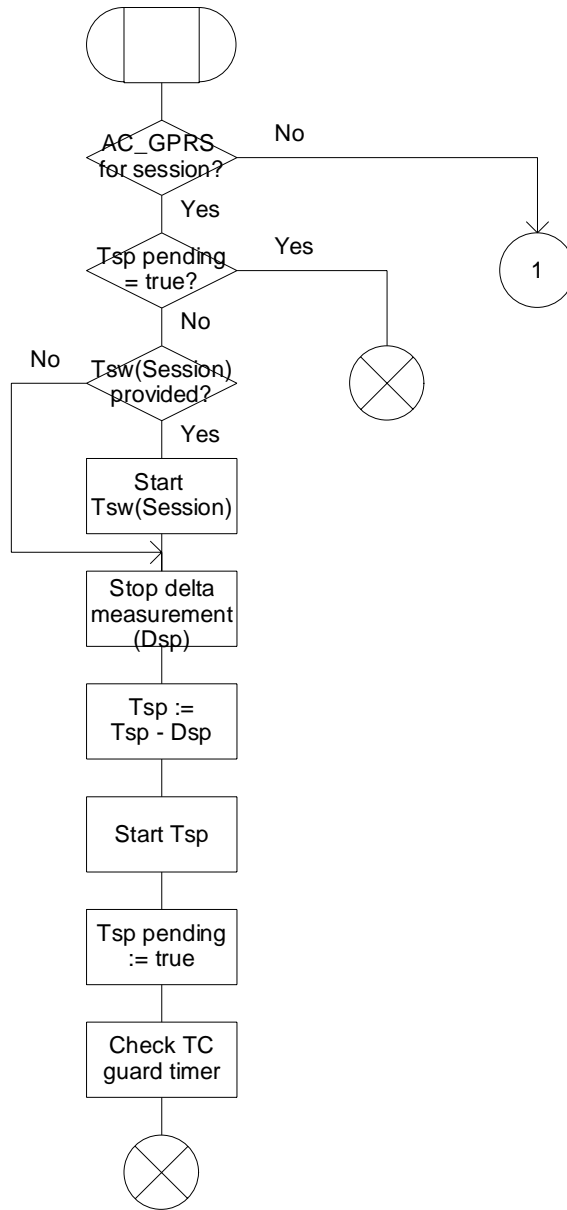 AC_GPRS
for session?
No
Yes
Tsp pending
= true?
Yes
1
No
Tsw(Session)
provided?
No
Yes
Start
Tsw(Session)
Stop delta
measurement
(Dsp)
Tsp :=
Tsp - Dsp
Start Tsp
Tsp pending
:= true
Check TC
guard timer